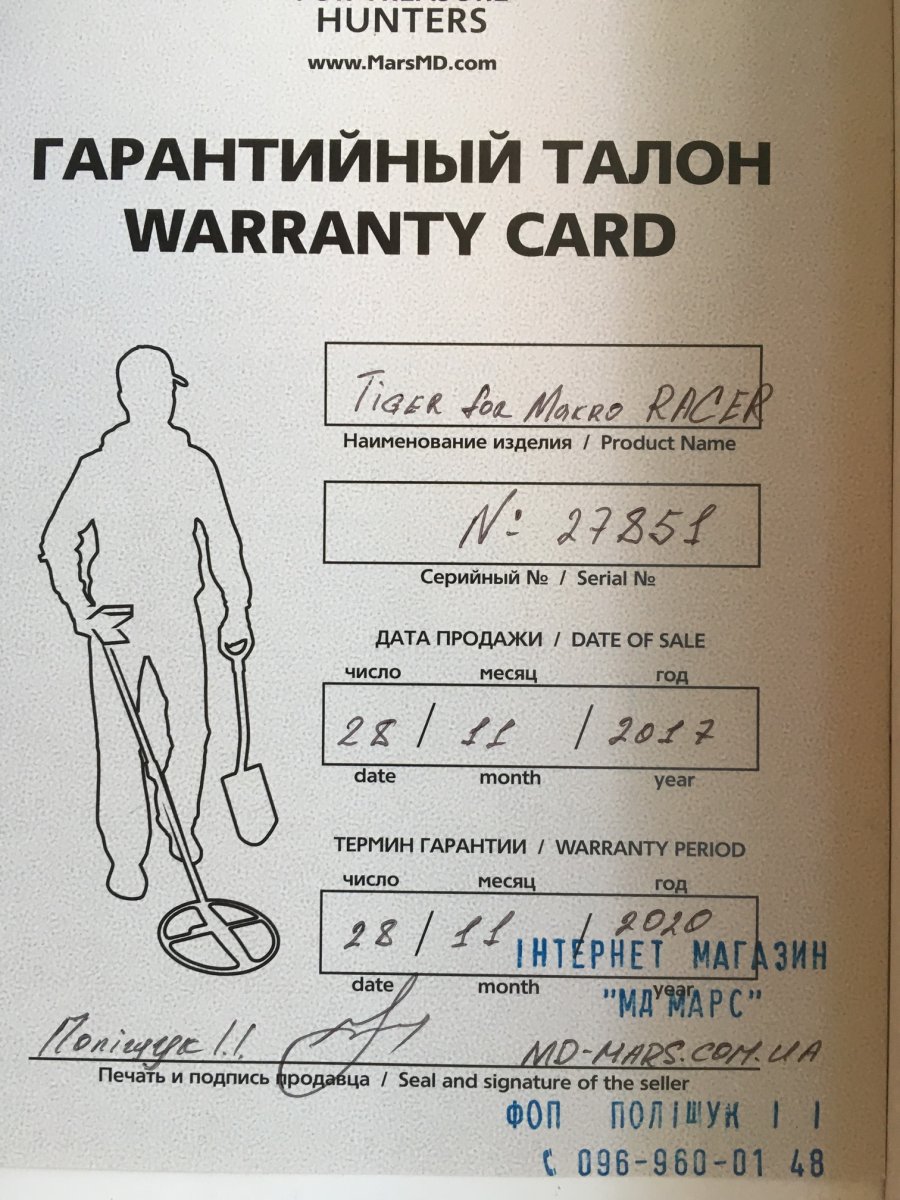 HUNTERS
www.MarsMD.com
ГАРАНТИЙНЫЙ ТАЛОН
WARRANTY CARD
TIGER for Makro RACER
Наименование изделия / Product Name
№: 27851
Серийный № / Serial №
ДАТА ПРОДАЖИ / DATE OF SALE
число месяц год
28 / 11 / 2017
date month year
ТЕРМИН ГАРАНТИИ / WARRANTY PERIOD
число месяц год
28 / 11 / 2020
ІНТЕРНЕТ МАГАЗИН
date month year
"МД МАРС"
Поліщук І.І.
MD-MARS.COM.UA
Печать и подпись продавца / Seal and signature of the seller
ФОП ПОЛІЩУК І І
096-960-01 48